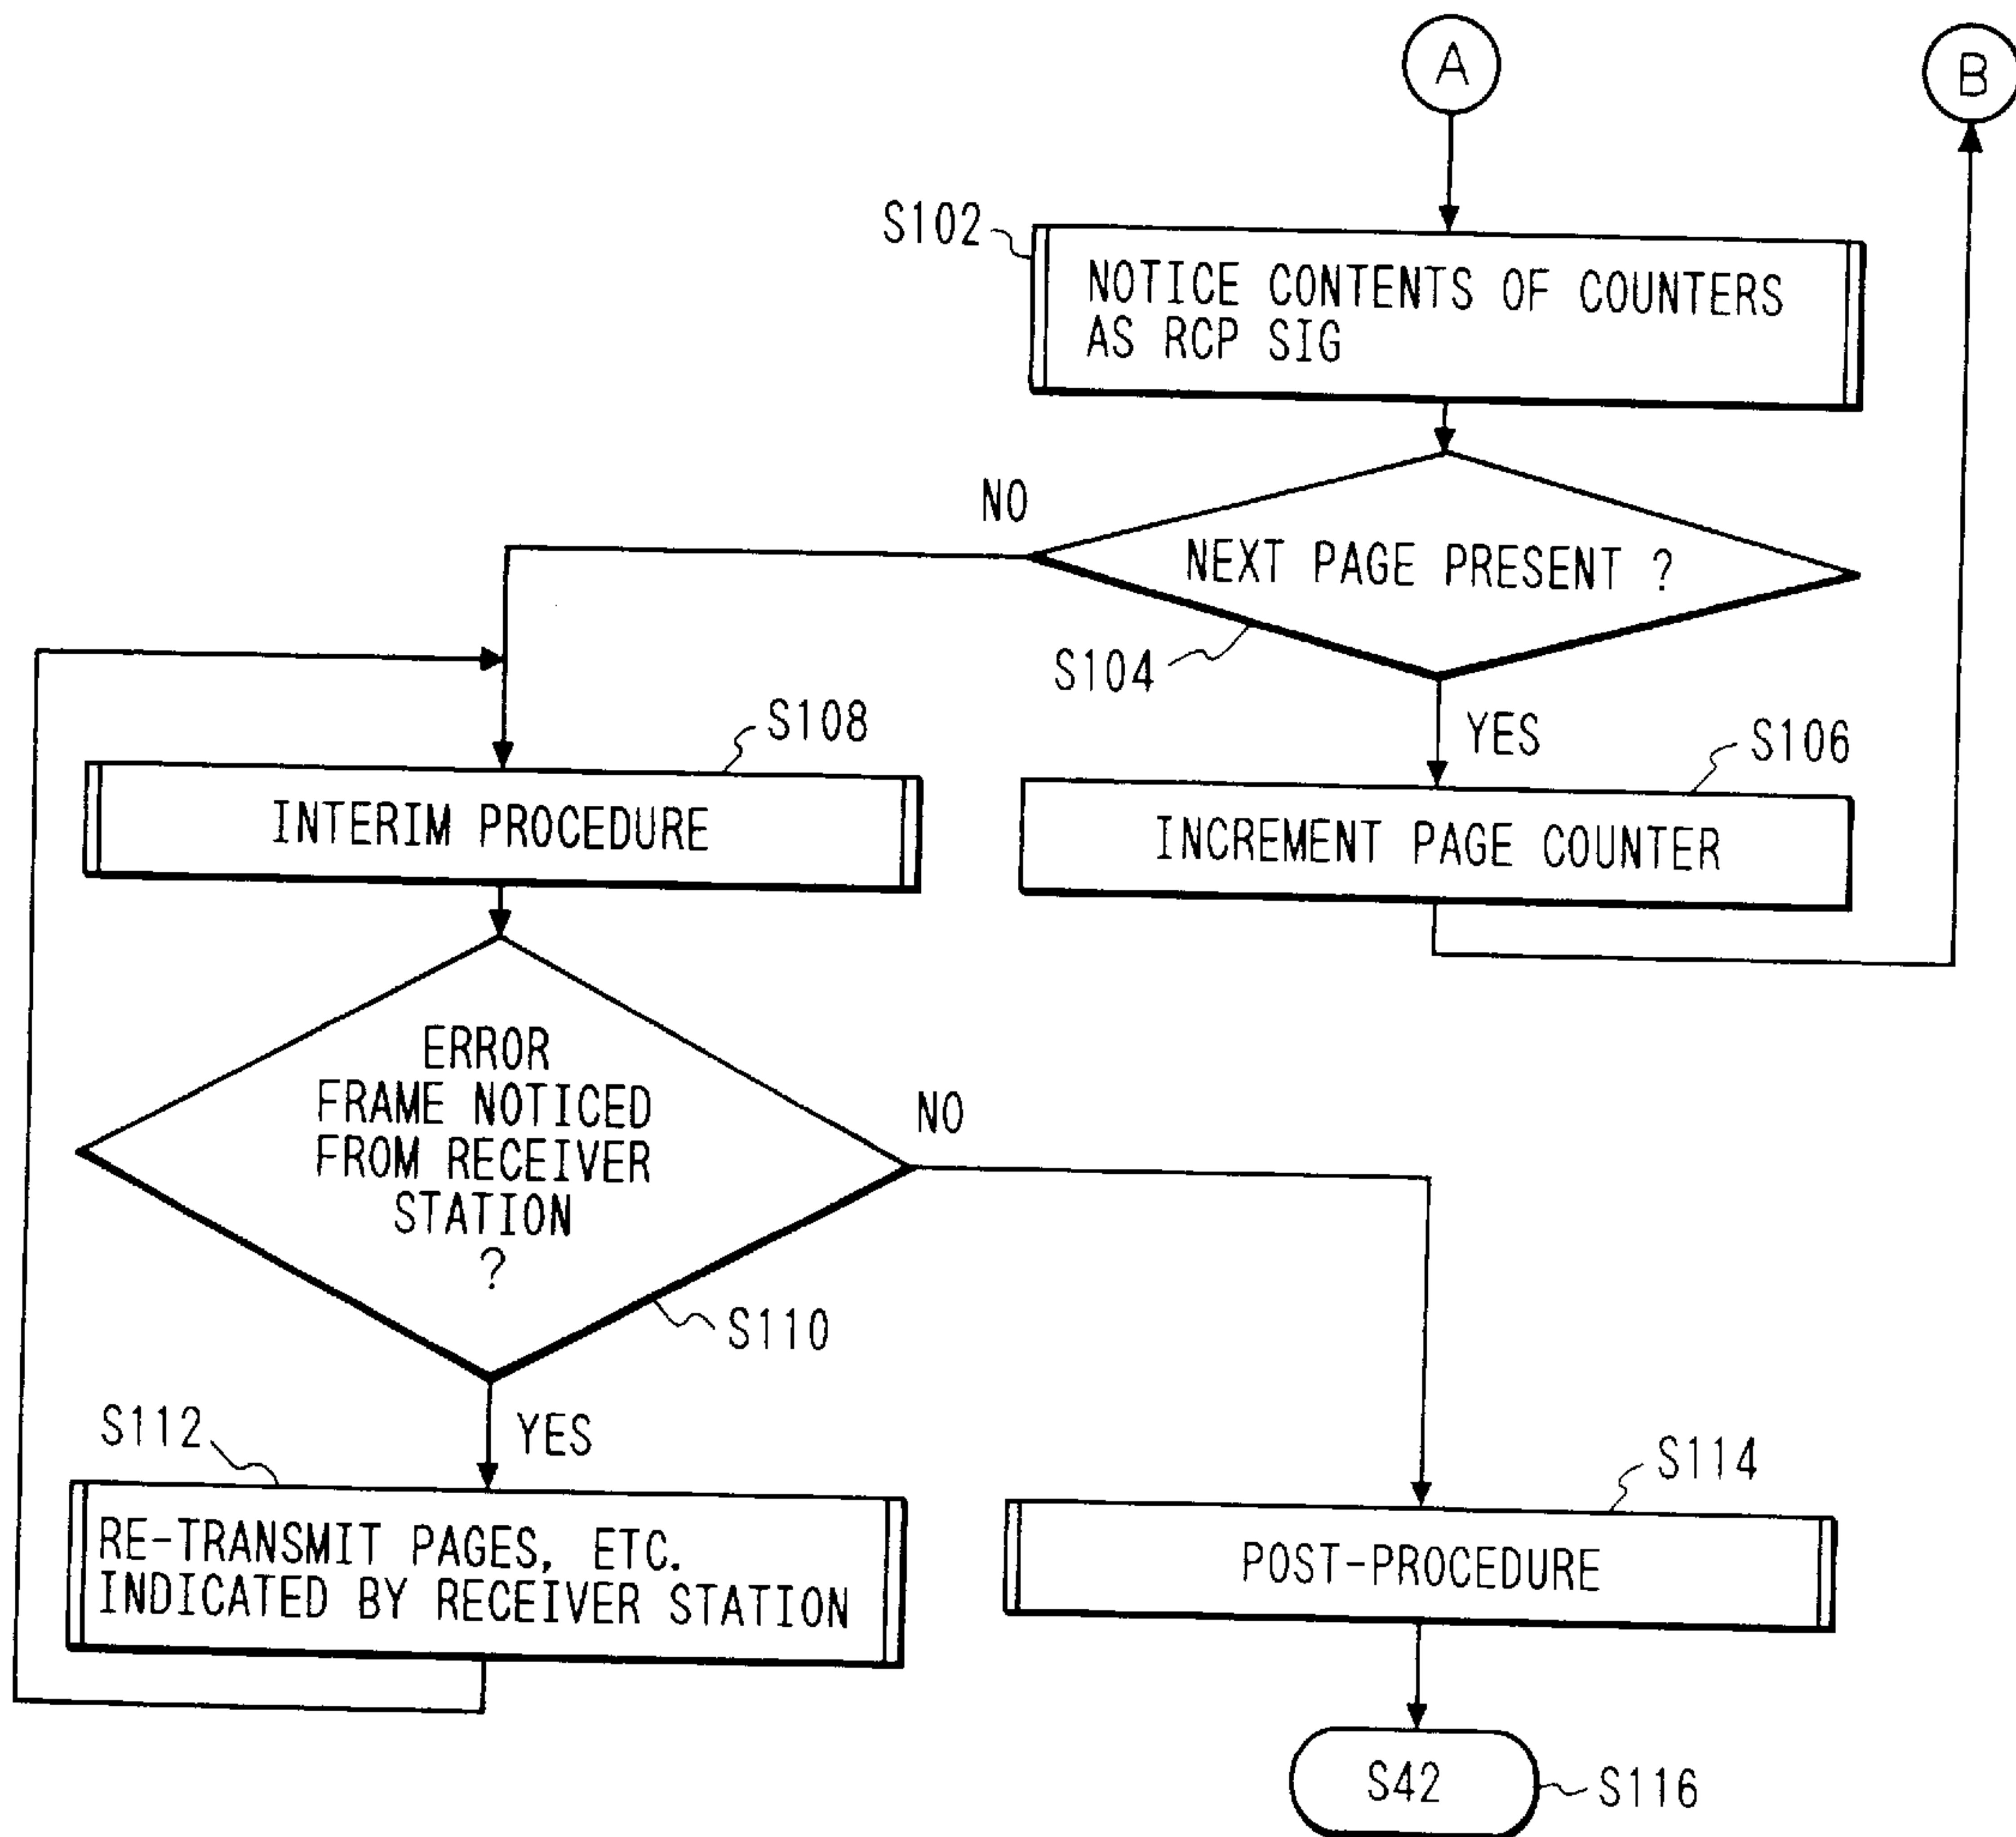 A
B
S102
NOTICE CONTENTS OF COUNTERS
AS RCP SIG
NO
NEXT PAGE PRESENT ?
S104
YES
S106
INCREMENT PAGE COUNTER
S108
INTERIM PROCEDURE
ERROR
FRAME NOTICED
FROM RECEIVER
STATION
?
NO
S110
YES
S112
RE-TRANSMIT PAGES, ETC.
INDICATED BY RECEIVER STATION
S114
POST-PROCEDURE
S42
S116